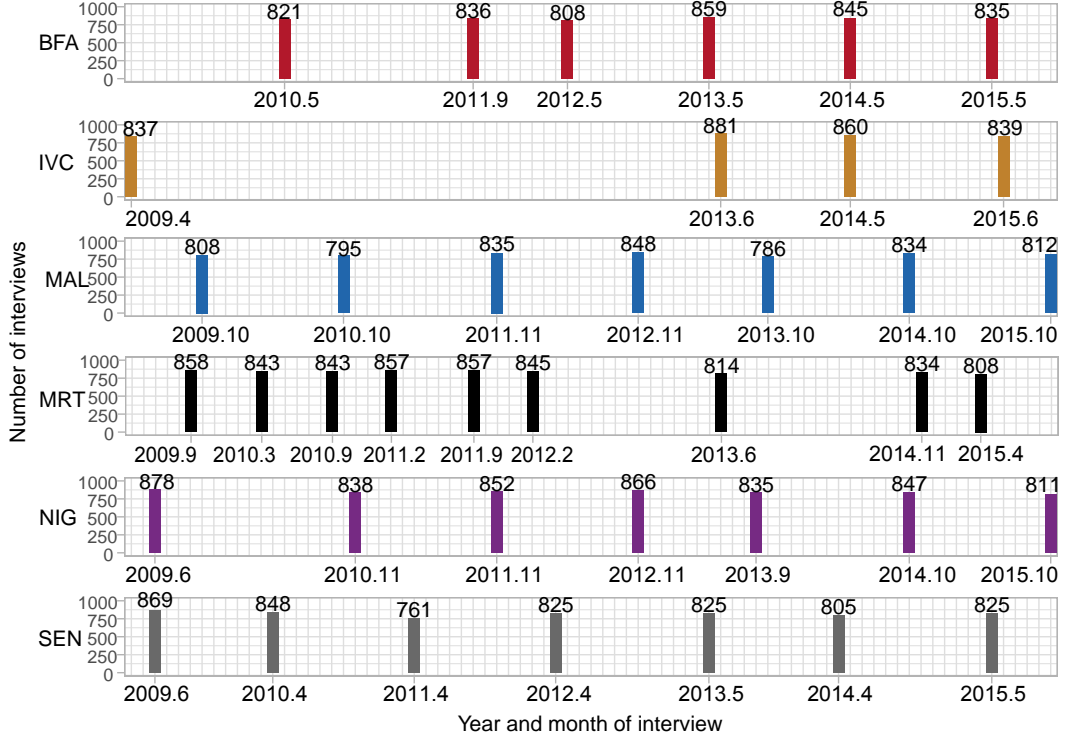 Number of interviews
BFA
1000
750
500
250
0
821 836 808 859 845 835
2010.5 2011.9 2012.5 2013.5 2014.5 2015.5
IVC
1000
750
500
250
0
837 881 860 839
2009.4 2013.6 2014.5 2015.6
MAL
1000
750
500
250
0
808 795 835 848 786 834 812
2009.10 2010.10 2011.11 2012.11 2013.10 2014.10 2015.10
MRT
1000
750
500
250
0
858 843 843 857 857 845 814 834 808
2009.9 2010.3 2010.9 2011.2 2011.9 2012.2 2013.6 2014.11 2015.4
NIG
1000
750
500
250
0
878 838 852 866 835 847 811
2009.6 2010.11 2011.11 2012.11 2013.9 2014.10 2015.10
SEN
1000
750
500
250
0
869 848 761 825 825 805 825
2009.6 2010.4 2011.4 2012.4 2013.5 2014.4 2015.5
Year and month of interview